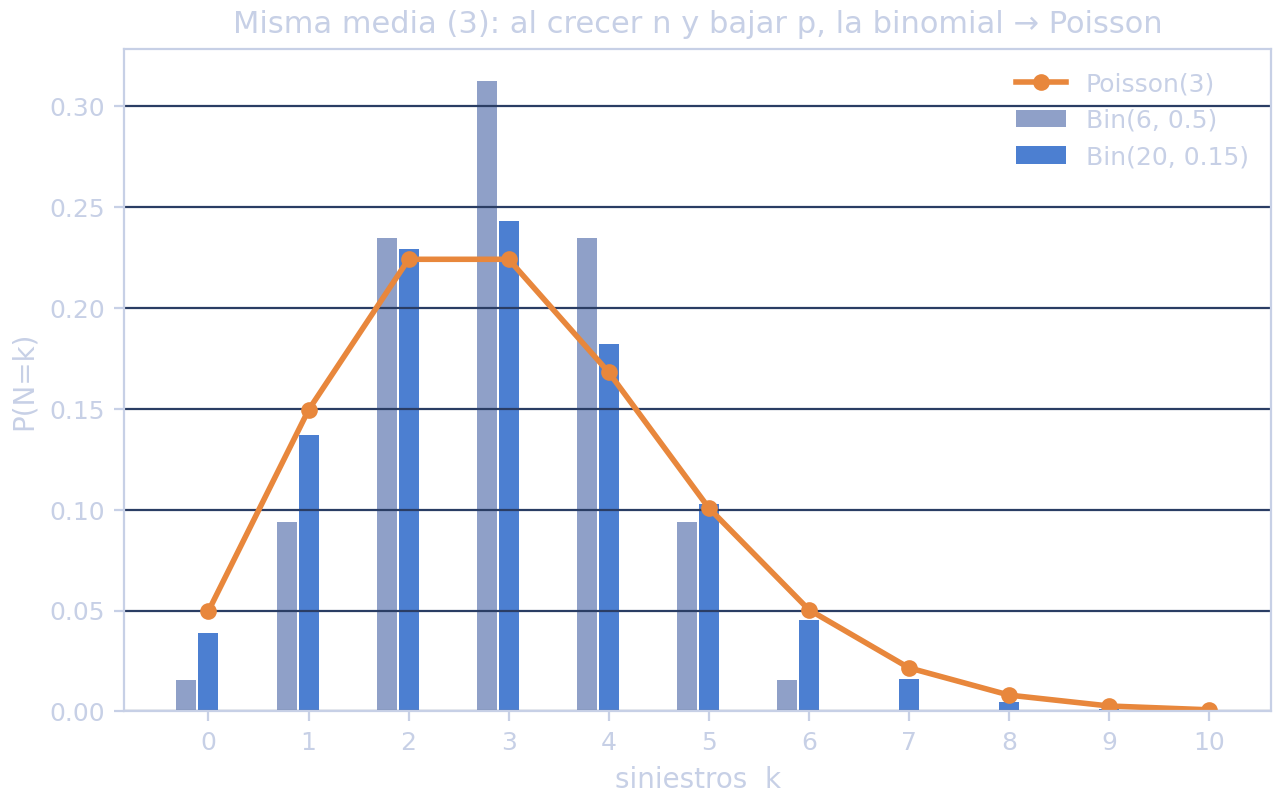 Misma media (3): al crecer n y bajar p, la binomial → Poisson
Poisson(3)
Bin(6, 0.5)
Bin(20, 0.15)
P(N=k)
0.30
0.25
0.20
0.15
0.10
0.05
0.00
0 1 2 3 4 5 6 7 8 9 10
siniestros k